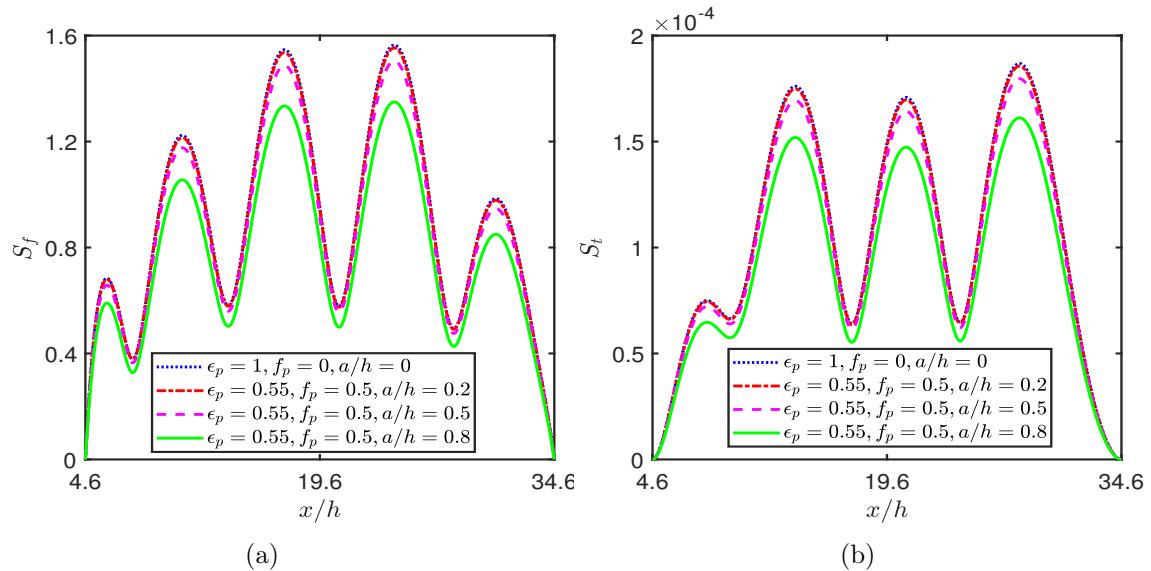 1.6
1.2
0.8
0.4
0
S_f
4.6
19.6
34.6
x/h
ϵ_p = 1, f_p = 0, a/h = 0
ϵ_p = 0.55, f_p = 0.5, a/h = 0.2
ϵ_p = 0.55, f_p = 0.5, a/h = 0.5
ϵ_p = 0.55, f_p = 0.5, a/h = 0.8
(a)
×10^-4
2
1.5
1
0.5
0
S_t
4.6
19.6
34.6
x/h
ϵ_p = 1, f_p = 0, a/h = 0
ϵ_p = 0.55, f_p = 0.5, a/h = 0.2
ϵ_p = 0.55, f_p = 0.5, a/h = 0.5
ϵ_p = 0.55, f_p = 0.5, a/h = 0.8
(b)